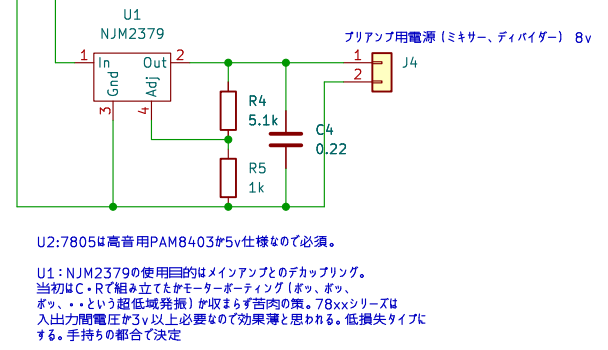 U1
NJM2379
プリアンプ用電源（ミキサー、ディバイダー） 8v
1
In
Out
2
Gnd
Adj
3
4
1
2
J4
R4
5.1k
C4
0.22
R5
1k
U2:7805は高音用PAM8403が5v仕様なので必須。
U1：NJM2379の使用目的はメインアンプとのデカップリング。
当初はC・Rで組み立てたがモーターボーティング（ボッ、ボッ、
ボッ、・・という超低域発振）が収まらず苦肉の策。78xxシリーズは
入出力間電圧が3v以上必要なので効果薄と思われる。低損失タイプに
する。手持ちの都合で決定